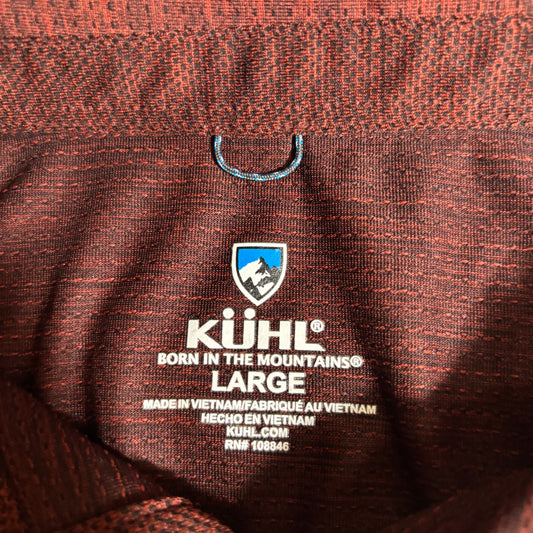 KÜHL®
BORN IN THE MOUNTAINS®
LARGE
MADE IN VIETNAM/FABRIQUÉ AU VIETNAM
HECHO EN VIETNAM
KUHL.COM
RN# 108846